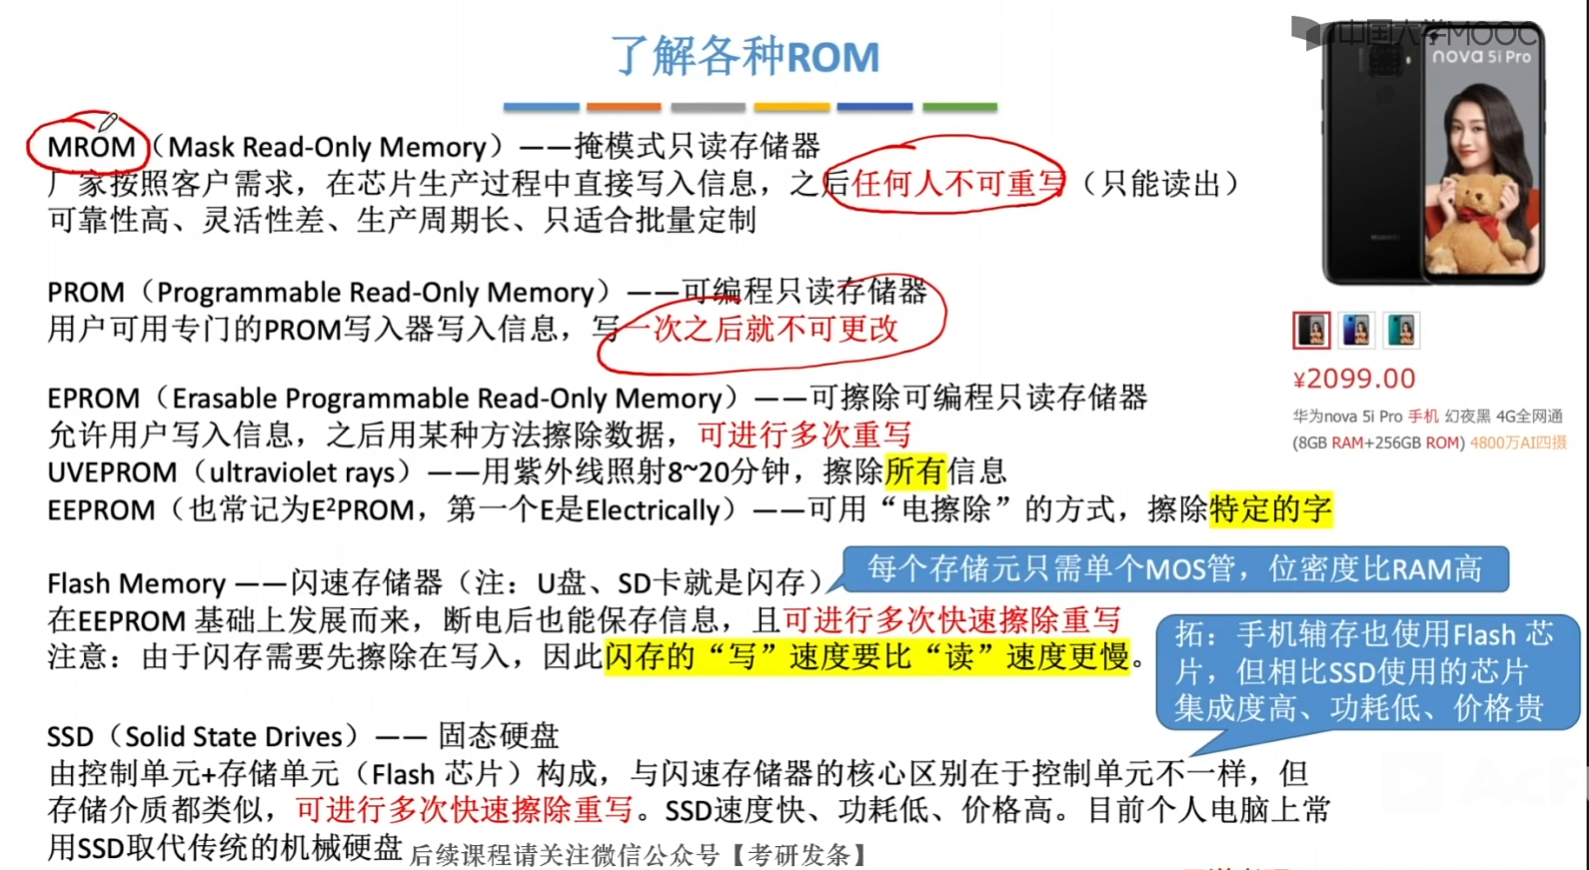 中国大学MOOC
nova 5i Pro
了解各种ROM
MROM（Mask Read-Only Memory）——掩模式只读存储器
厂家按照客户需求，在芯片生产过程中直接写入信息，之后任何人不可重写（只能读出）
可靠性高、灵活性差、生产周期长、只适合批量定制
PROM（Programmable Read-Only Memory）——可编程只读存储器
用户可用专门的PROM写入器写入信息，写一次之后就不可更改
EPROM（Erasable Programmable Read-Only Memory）——可擦除可编程只读存储器
允许用户写入信息，之后用某种方法擦除数据，可进行多次重写
UVEPROM（ultraviolet rays）——用紫外线照射8~20分钟，擦除所有信息
EEPROM（也常记为E²PROM，第一个E是Electrically）——可用“电擦除”的方式，擦除特定的字
Flash Memory ——闪速存储器（注：U盘、SD卡就是闪存）
在EEPROM 基础上发展而来，断电后也能保存信息，且可进行多次快速擦除重写
注意：由于闪存需要先擦除在写入，因此闪存的“写”速度要比“读”速度更慢。
每个存储元只需单个MOS管，位密度比RAM高
拓：手机辅存也使用Flash 芯
片，但相比SSD使用的芯片
集成度高、功耗低、价格贵
SSD（Solid State Drives）—— 固态硬盘
由控制单元+存储单元（Flash 芯片）构成，与闪速存储器的核心区别在于控制单元不一样，但
存储介质都类似，可进行多次快速擦除重写。SSD速度快、功耗低、价格高。目前个人电脑上常
用SSD取代传统的机械硬盘
后续课程请关注微信公众号【考研发条】
¥2099.00
华为nova 5i Pro 手机 幻夜黑 4G全网通
(8GB RAM+256GB ROM) 4800万AI四摄